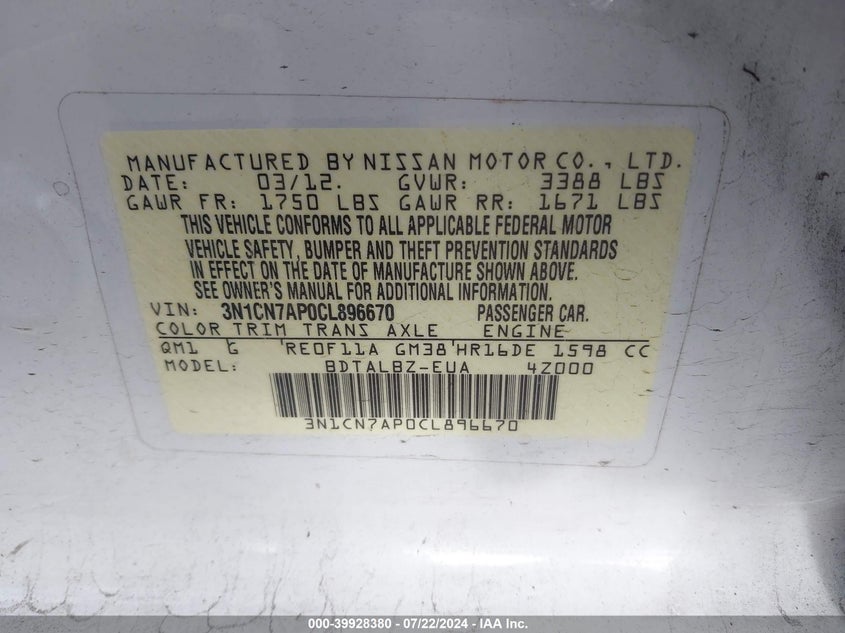 MANUFACTURED BY NISSAN MOTOR CO., LTD.
DATE: 03/12. GVWR: 3388 LBS
GAWR FR: 1750 LBS GAWR RR: 1671 LBS
THIS VEHICLE CONFORMS TO ALL APPLICABLE FEDERAL MOTOR
VEHICLE SAFETY, BUMPER AND THEFT PREVENTION STANDARDS
IN EFFECT ON THE DATE OF MANUFACTURE SHOWN ABOVE.
SEE OWNER'S MANUAL FOR ADDITIONAL INFORMATION.
VIN: 3N1CN7AP0CL896670 PASSENGER CAR.
COLOR TRIM TRANS AXLE ENGINE
QM1 G RE0F11A GM38 HR16DE 1598 CC
MODEL: BDTALBZ-EUA 4Z000
3N1CN7AP0CL896670
000-39928380 - 07/22/2024 - IAA Inc.